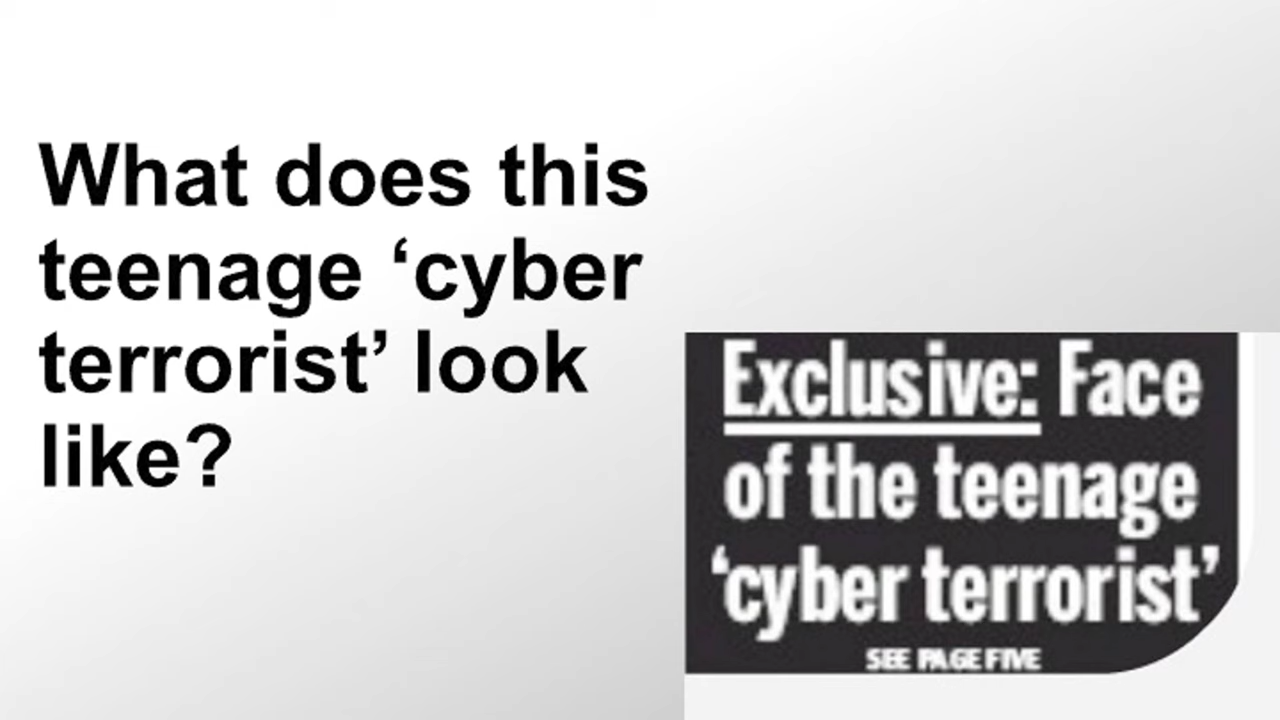 What does this
teenage ‘cyber
terrorist’ look
like?
Exclusive: Face
of the teenage
‘cyber terrorist’
SEE PAGE FIVE